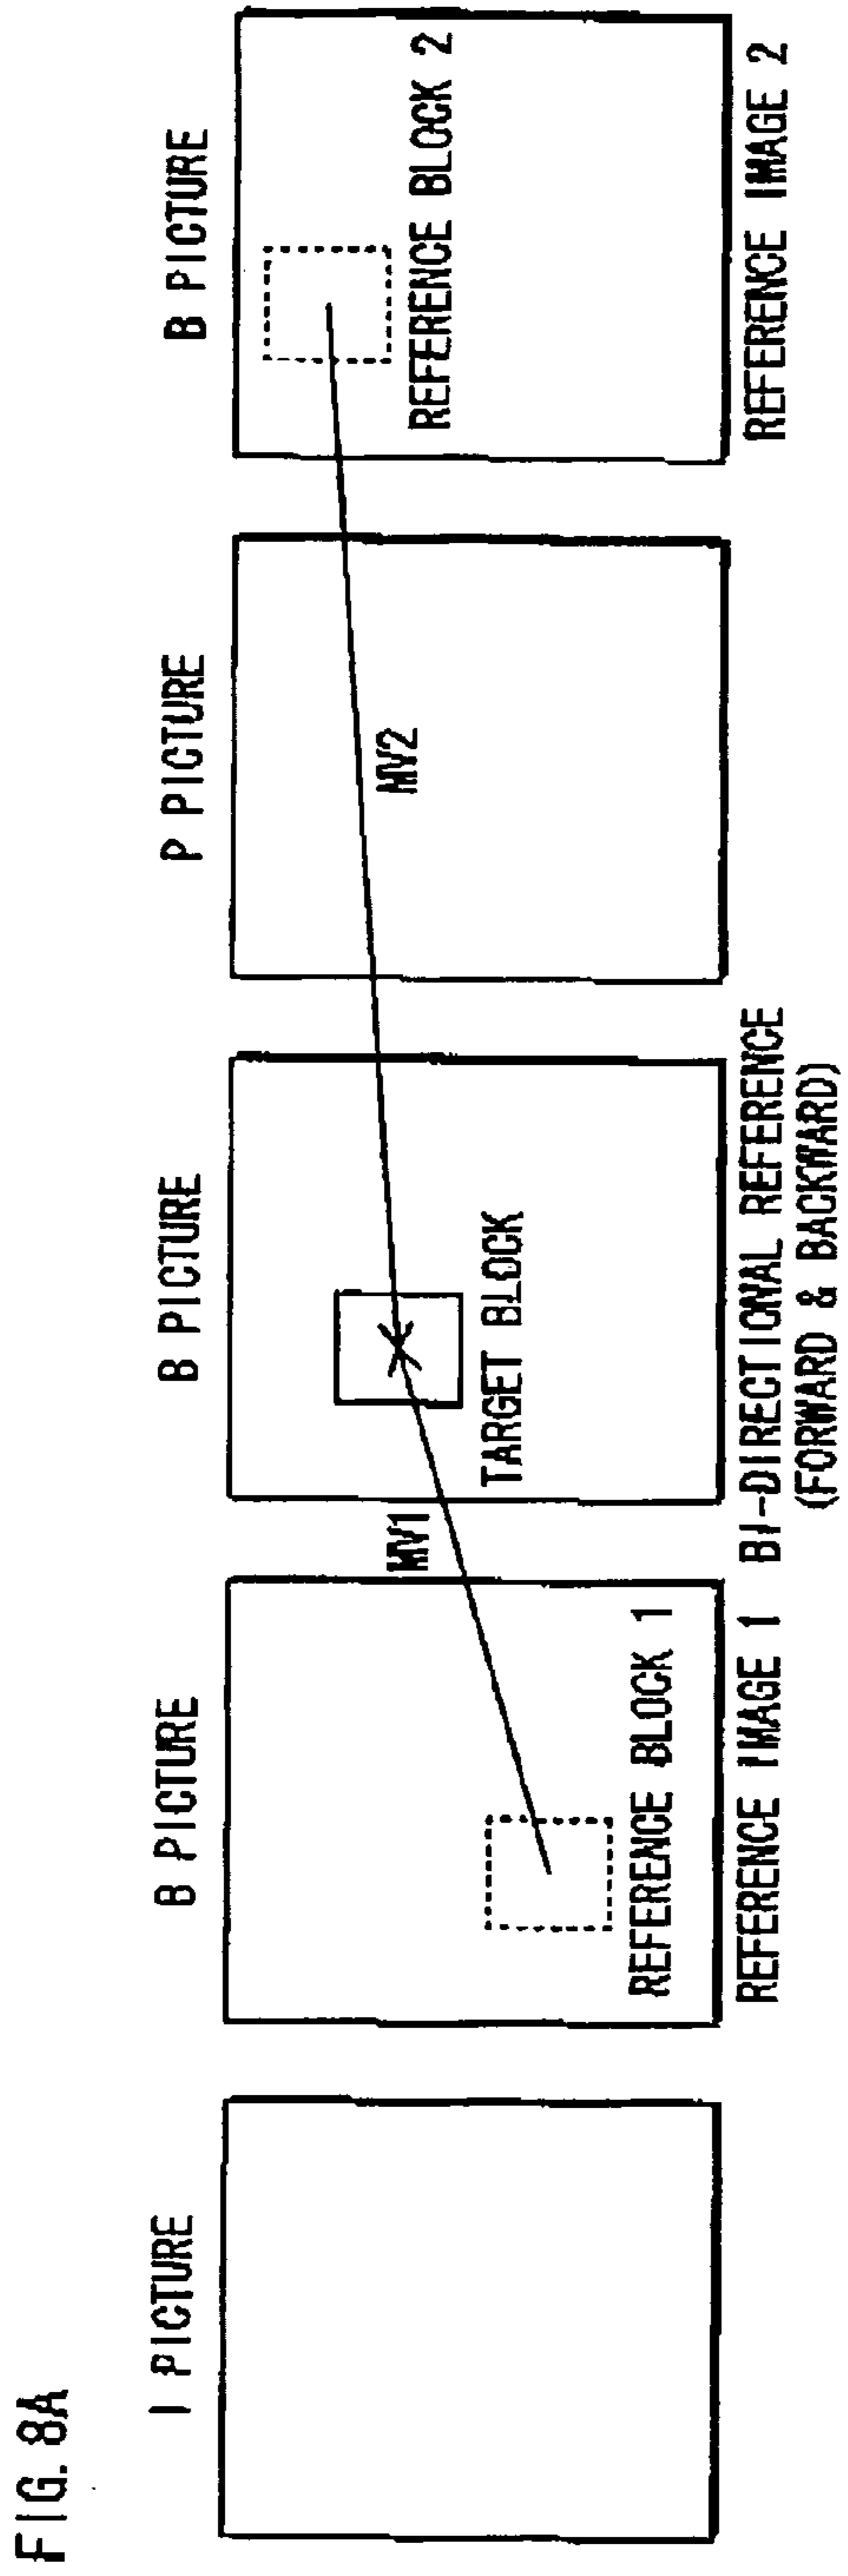 FIG. 8A
I PICTURE
B PICTURE
B PICTURE
P PICTURE
B PICTURE
MV1
MV2
TARGET BLOCK
REFERENCE BLOCK 1
REFERENCE BLOCK 2
REFERENCE IMAGE 1
BI-DIRECTIONAL REFERENCE
(FORWARD & BACKWARD)
REFERENCE IMAGE 2